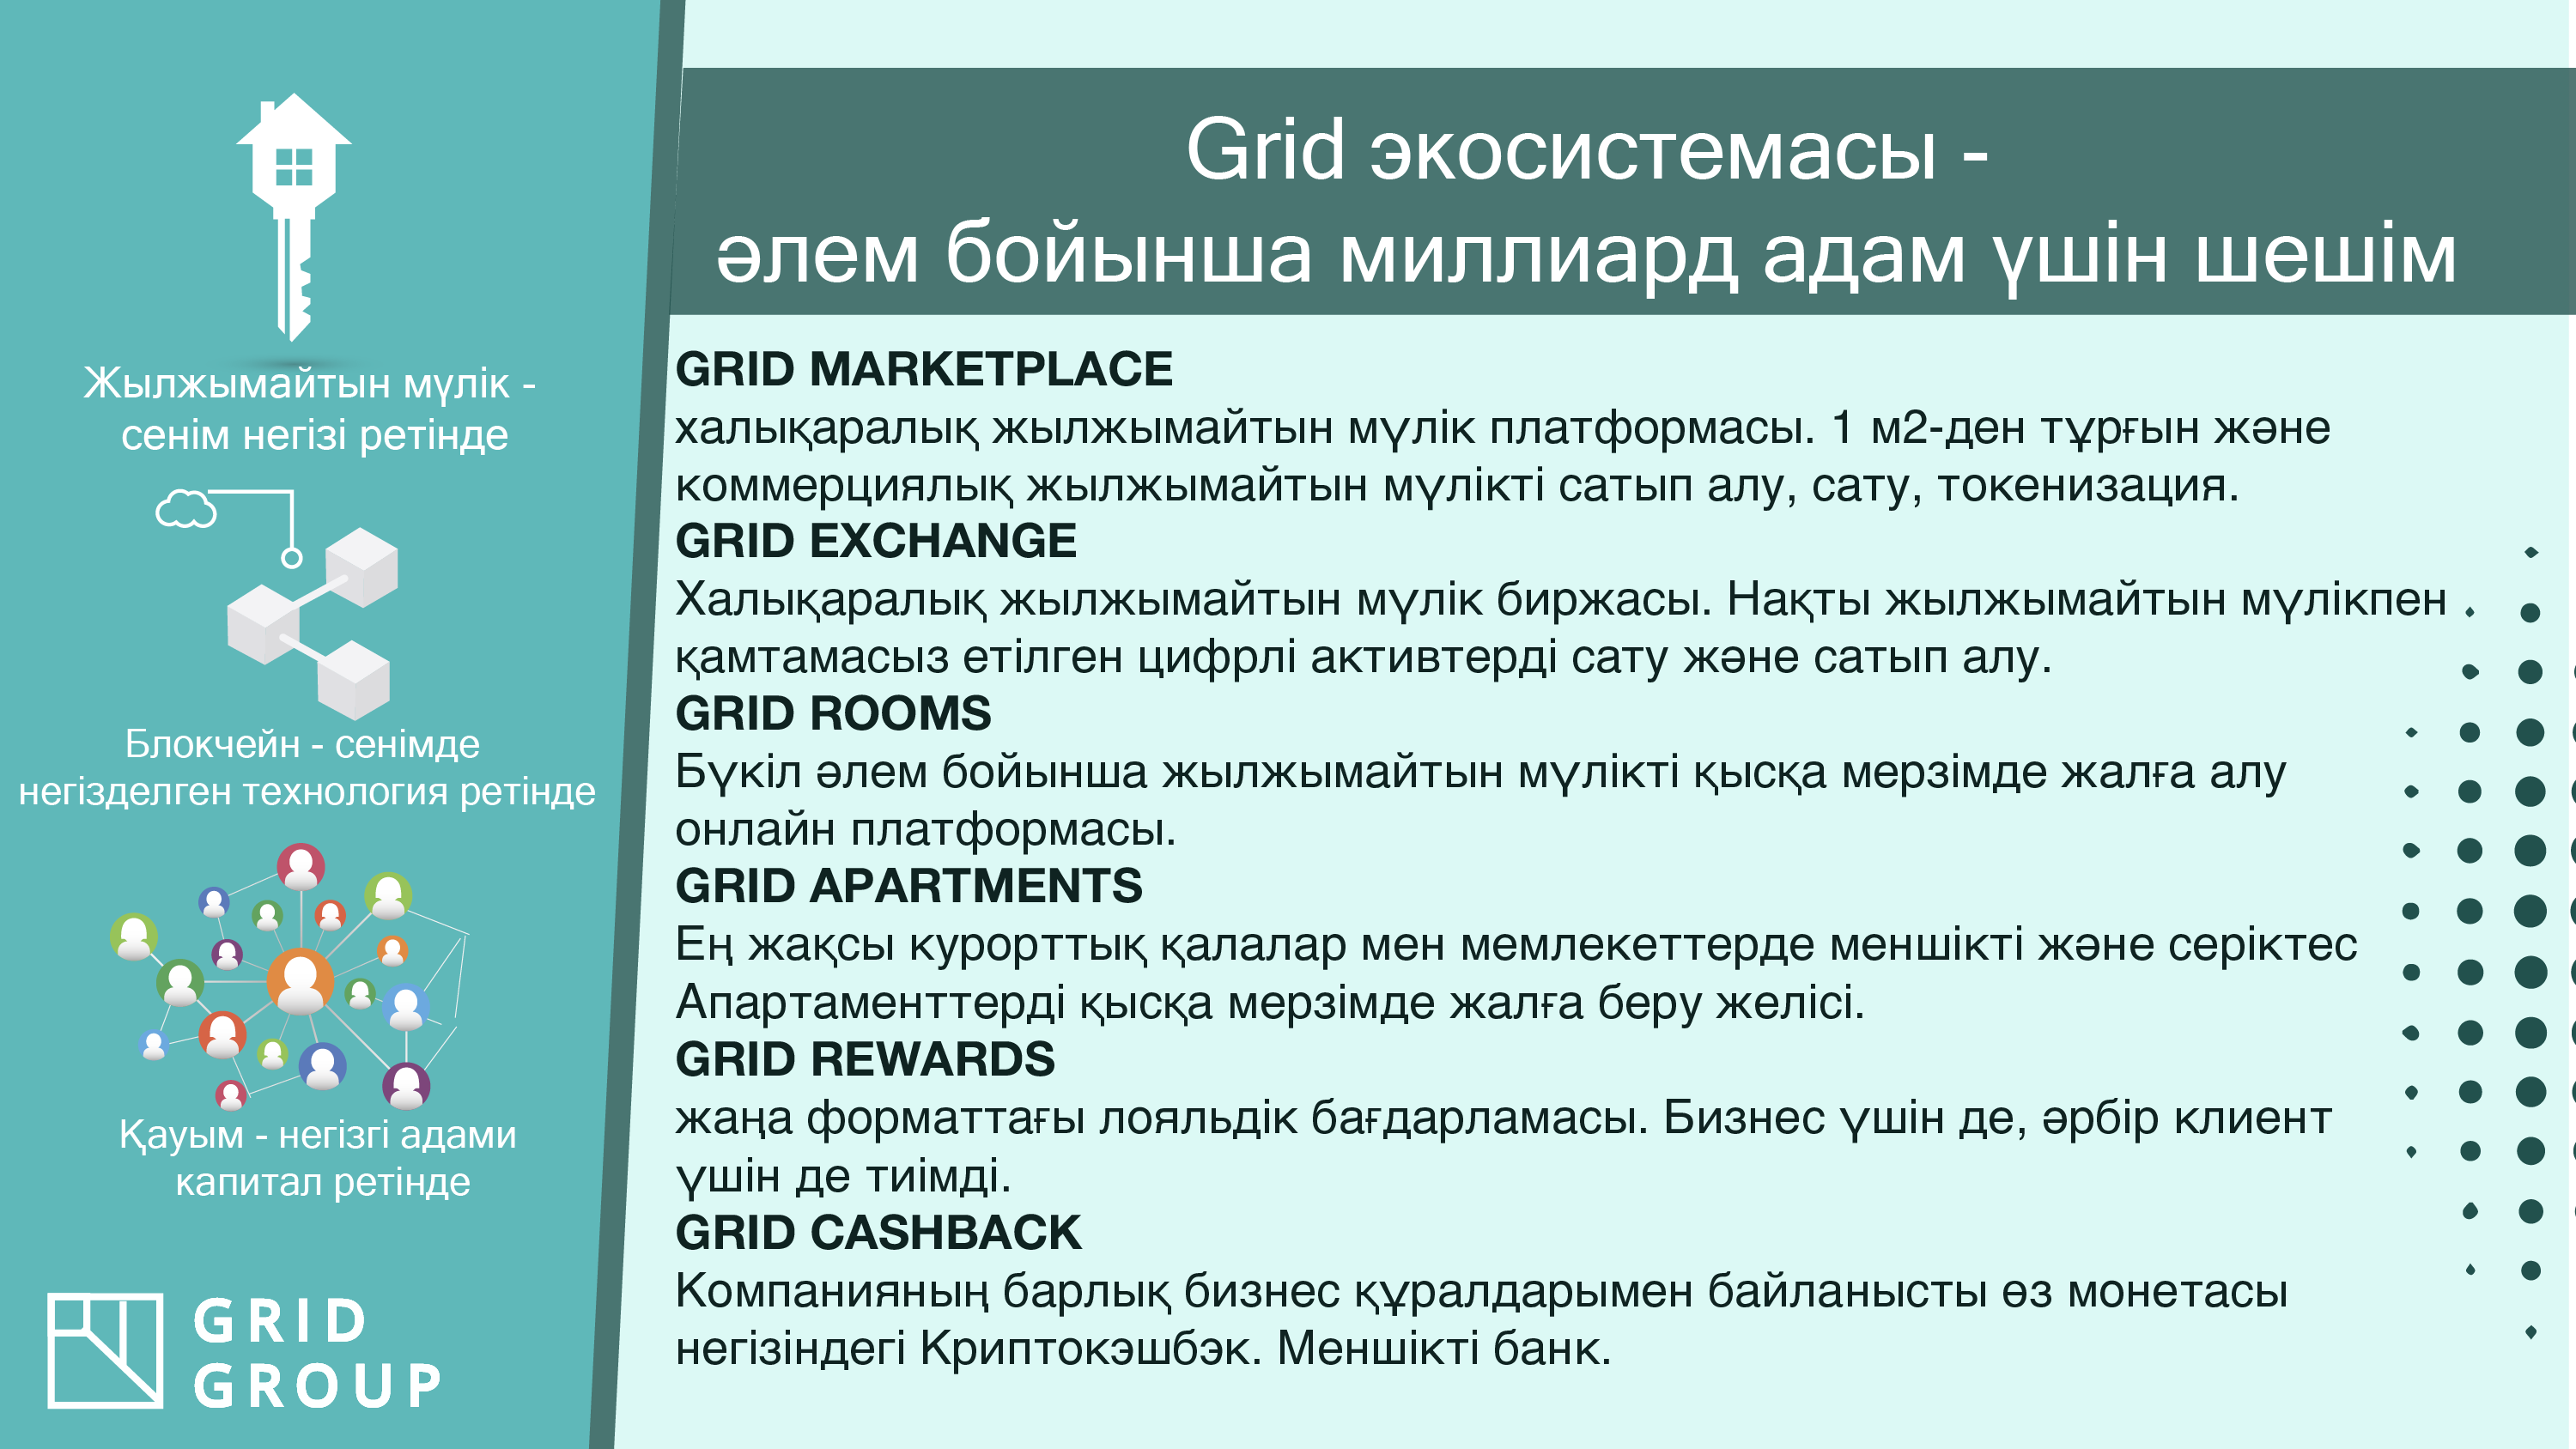 Жылжымайтын мүлік -
сенім негізі ретінде
Блокчейн - сенімде
негізделген технология ретінде
Қауым - негізгі адами
капитал ретінде
GRID
GROUP
Grid экосистемасы -
әлем бойынша миллиард адам үшін шешім
GRID MARKETPLACE
халықаралық жылжымайтын мүлік платформасы. 1 м2-ден тұрғын және
коммерциялық жылжымайтын мүлікті сатып алу, сату, токенизация.
GRID EXCHANGE
Халықаралық жылжымайтын мүлік биржасы. Нақты жылжымайтын мүлікпен
қамтамасыз етілген цифрлі активтерді сату және сатып алу.
GRID ROOMS
Бүкіл әлем бойынша жылжымайтын мүлікті қысқа мерзімде жалға алу
онлайн платформасы.
GRID APARTMENTS
Ең жақсы курорттық қалалар мен мемлекеттерде меншікті және серіктес
Апартаменттерді қысқа мерзімде жалға беру желісі.
GRID REWARDS
жаңа форматтағы лояльдік бағдарламасы. Бизнес үшін де, әрбір клиент
үшін де тиімді.
GRID CASHBACK
Компанияның барлық бизнес құралдарымен байланысты өз монетасы
негізіндегі Криптокэшбэк. Меншікті банк.